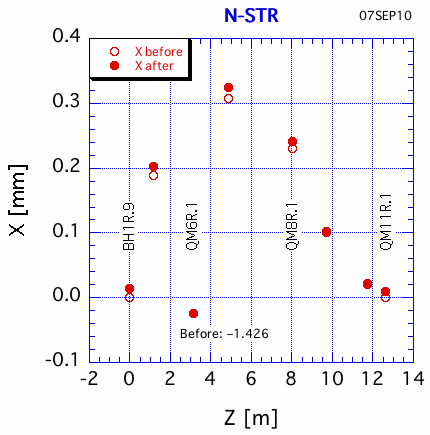 N-STR
07SEP10
X before
X after
0.4
0.3
0.2
0.1
0.0
-0.1
X [mm]
BH1R.9
QM6R.1
QM8R.1
QM11R.1
Before: -1.426
-2 0 2 4 6 8 10 12 14
Z [m]